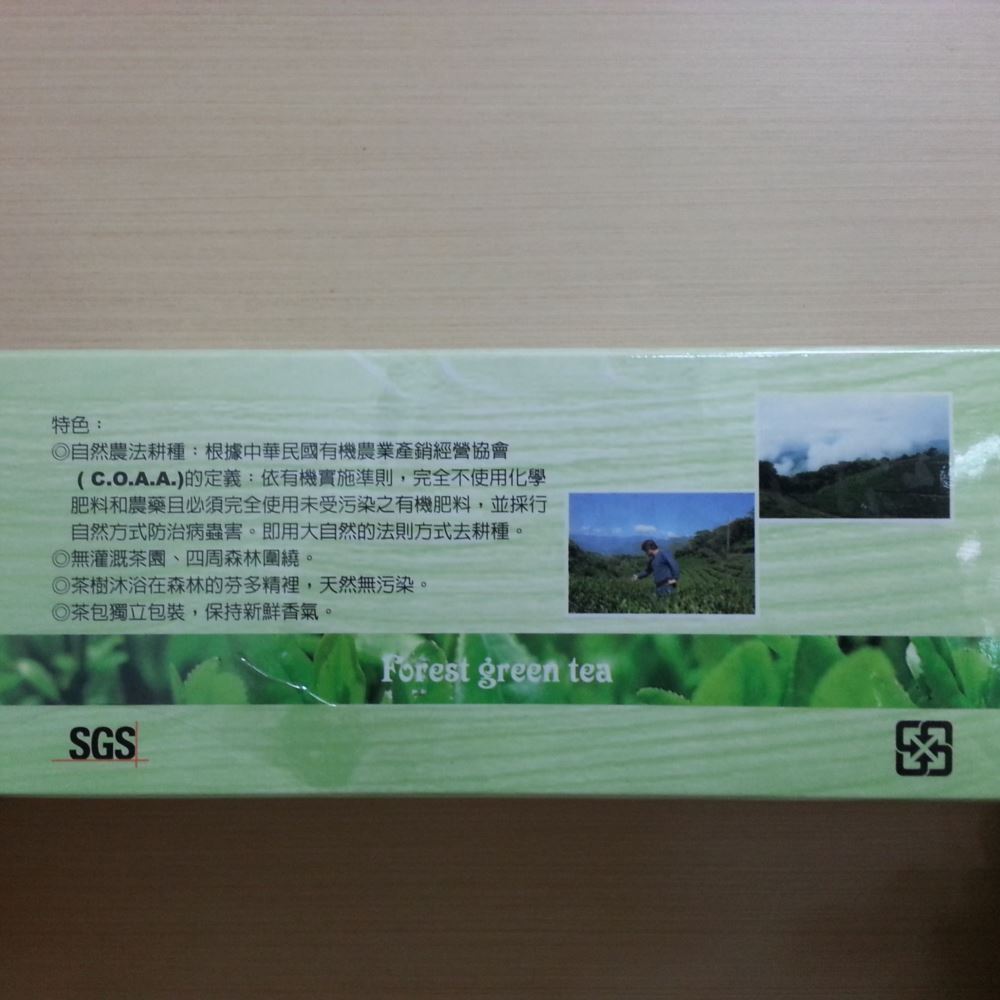 特色：
◎自然農法耕種：根據中華民國有機農業產銷經營協會
( C.O.A.A.)的定義：依有機實施準則，完全不使用化學
肥料和農藥且必須完全使用未受污染之有機肥料，並採行
自然方式防治病蟲害。即用大自然的法則方式去耕種。
◎無灌溉茶園、四周森林圍繞。
◎茶樹沐浴在森林的芬多精裡，天然無污染。
◎茶包獨立包裝，保持新鮮香氣。
Forest green tea
SGS